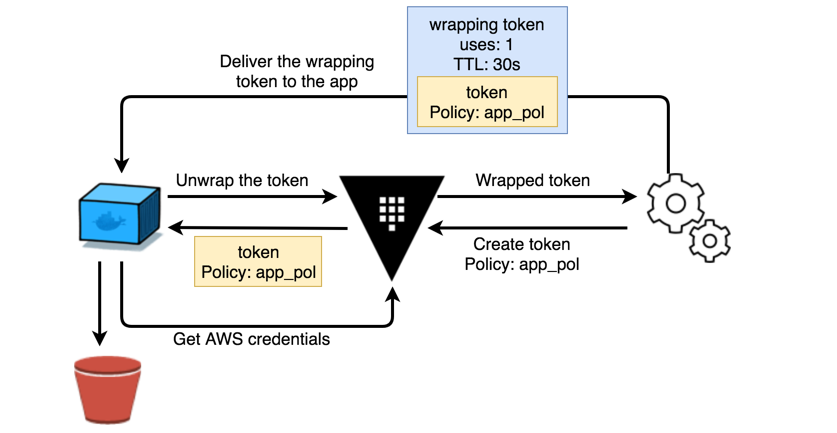 wrapping token
uses: 1
TTL: 30s
token
Policy: app_pol
Deliver the wrapping
token to the app
Unwrap the token
Wrapped token
token
Policy: app_pol
Create token
Policy: app_pol
Get AWS credentials